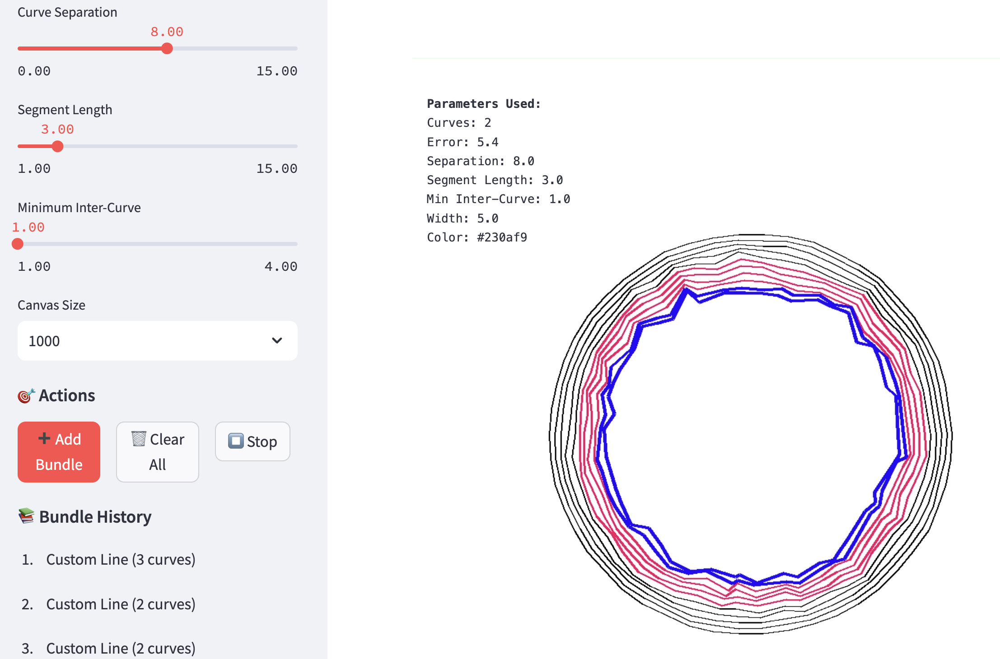 Curve Separation
8.00
0.00 15.00
Segment Length
3.00
1.00 15.00
Minimum Inter-Curve
1.00
1.00 4.00
Canvas Size
1000
🎯 Actions
➕ Add Bundle
🗑️ Clear All
⏹️ Stop
📚 Bundle History
1. Custom Line (3 curves)
2. Custom Line (2 curves)
3. Custom Line (2 curves)
Parameters Used:
Curves: 2
Error: 5.4
Separation: 8.0
Segment Length: 3.0
Min Inter-Curve: 1.0
Width: 5.0
Color: #230af9